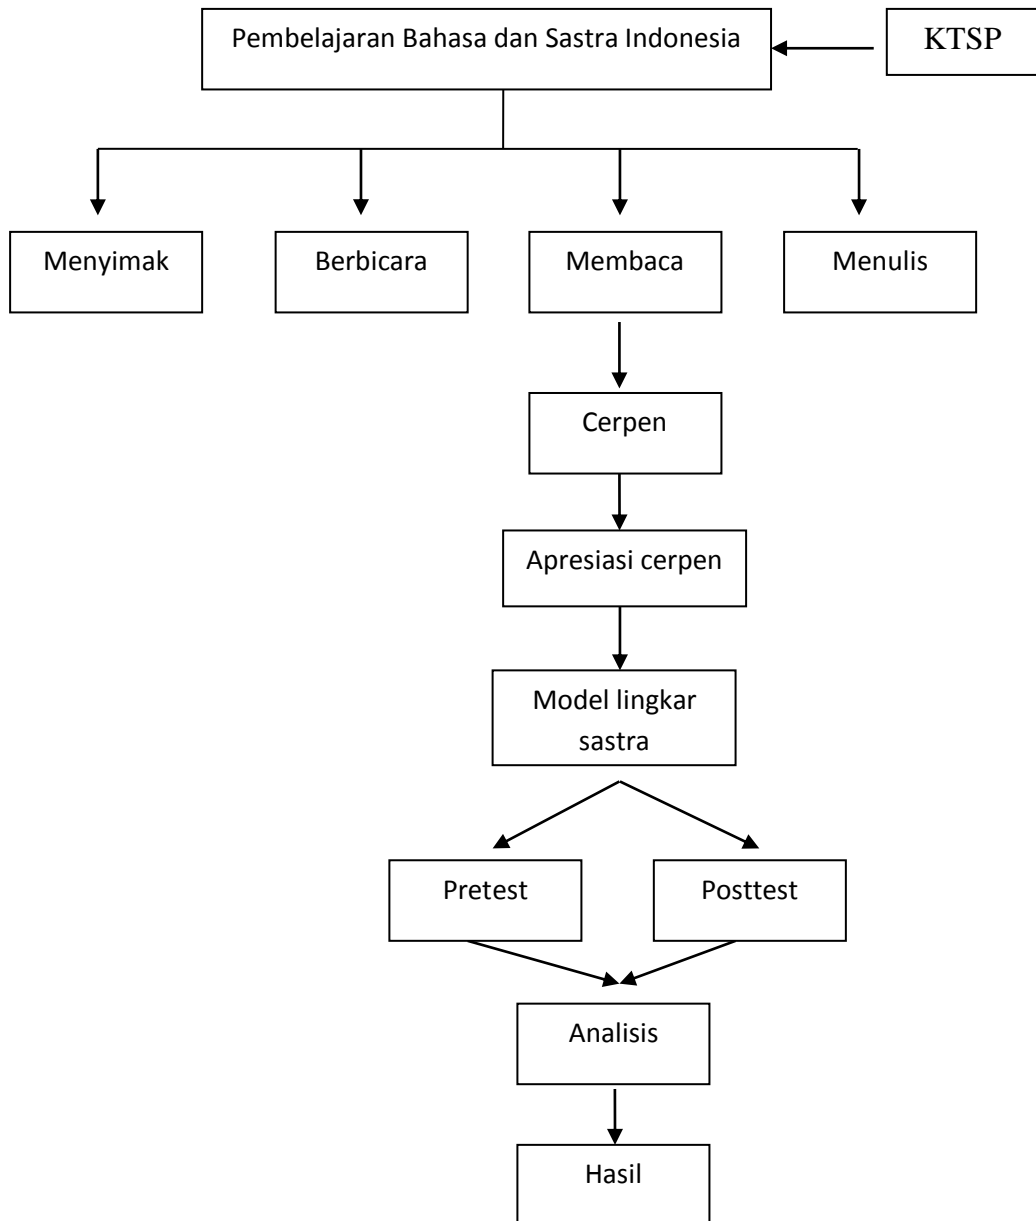 Pembelajaran Bahasa dan Sastra Indonesia
KTSP
Menyimak
Berbicara
Membaca
Menulis
Cerpen
Apresiasi cerpen
Model lingkar
sastra
Pretest
Posttest
Analisis
Hasil